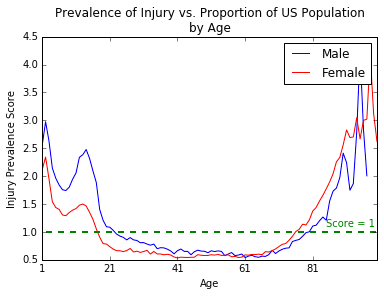 Prevalence of Injury vs. Proportion of US Population
by Age
4.5
4.0
3.5
3.0
2.5
2.0
1.5
1.0
0.5
Injury Prevalence Score
Male
Female
Score = 1
1
21
41
61
81
Age